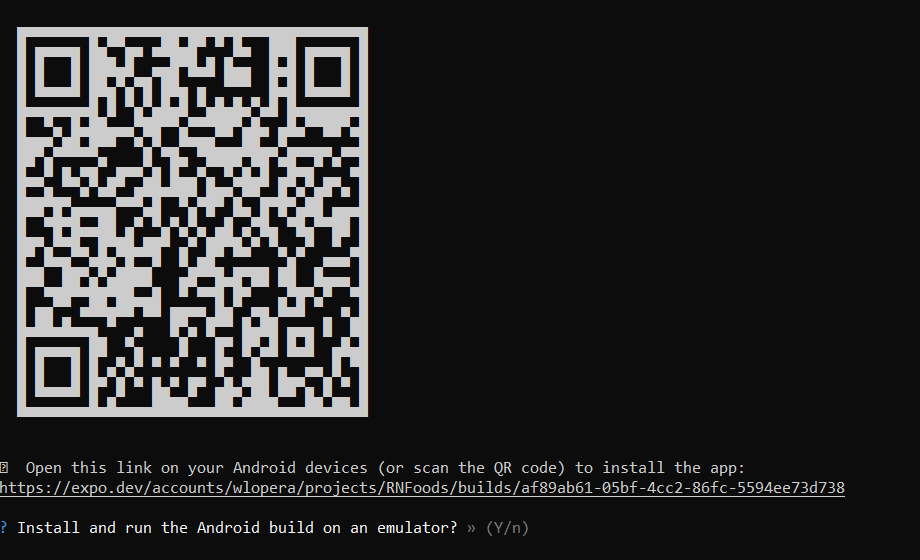 Open this link on your Android devices (or scan the QR code) to install the app:
https://expo.dev/accounts/wlopera/projects/RNFoods/builds/af89ab61-05bf-4cc2-86fc-5594ee73d738
? Install and run the Android build on an emulator? » (Y/n)